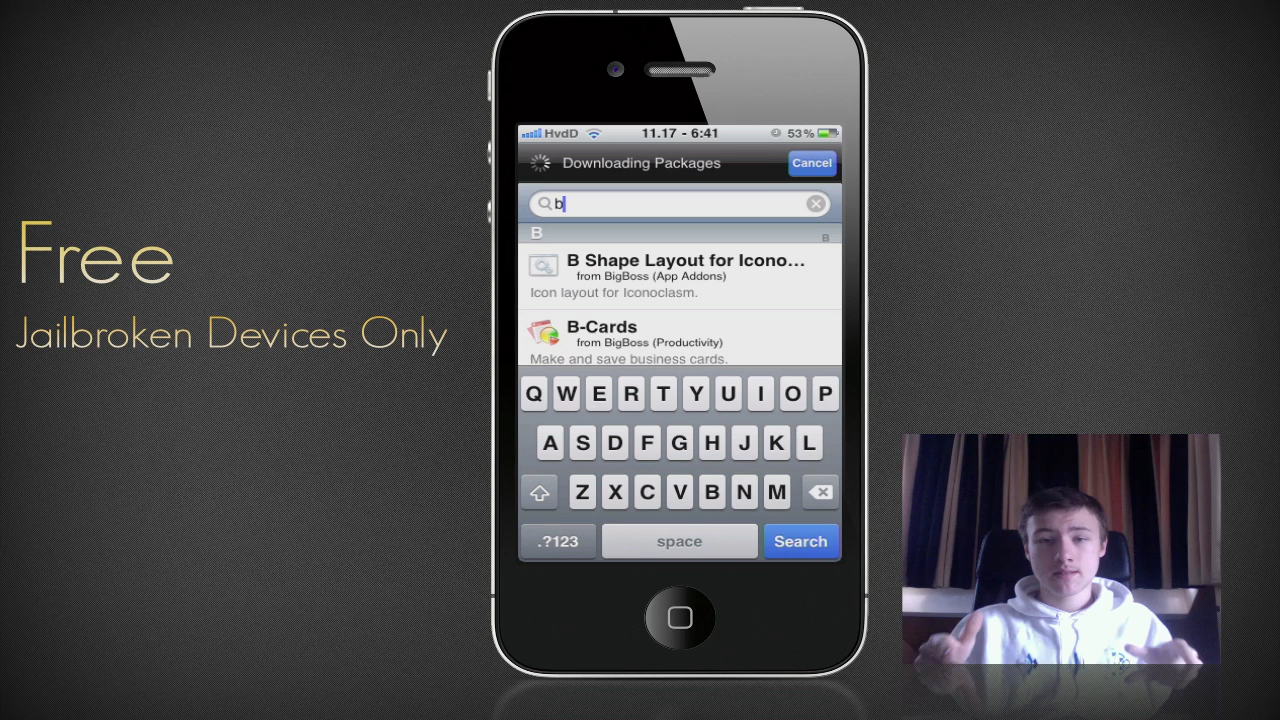 Free
Jailbroken Devices Only
HvdD 11.17 - 6:41 53%
Downloading Packages Cancel
b
B B
B Shape Layout for Icono...
from BigBoss (App Addons)
Icon layout for Iconoclasm.
B-Cards
from BigBoss (Productivity)
Make and save business cards.
Q W E R T Y U I O P
A S D F G H J K L
Z X C V B N M
.?123 space Search